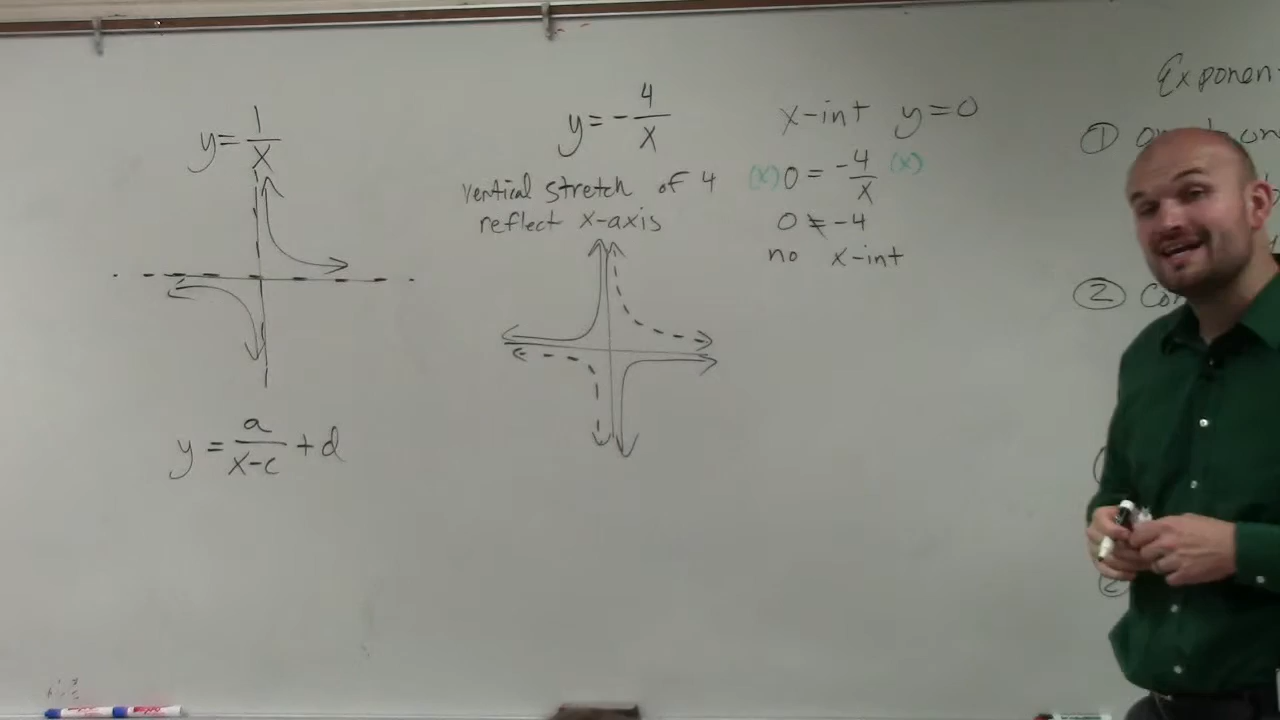 y = 1/x
y = a/(x-c) + d
y = - 4/x
vertical stretch of 4
reflect x-axis
x-int y = 0
(x) 0 = -4/x (x)
0 ≠ -4
no x-int
Exponen
①
②